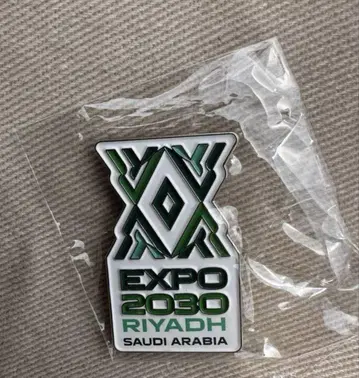 EXPO
2030
RIYADH
SAUDI ARABIA